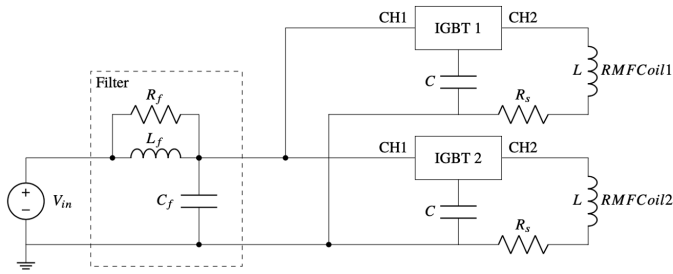 CH1 IGBT 1 CH2
Filter
C
L RMFCoil1
R_f
R_s
L_f
CH1 IGBT 2 CH2
+
−
V_in
C_f
C
L RMFCoil2
R_s